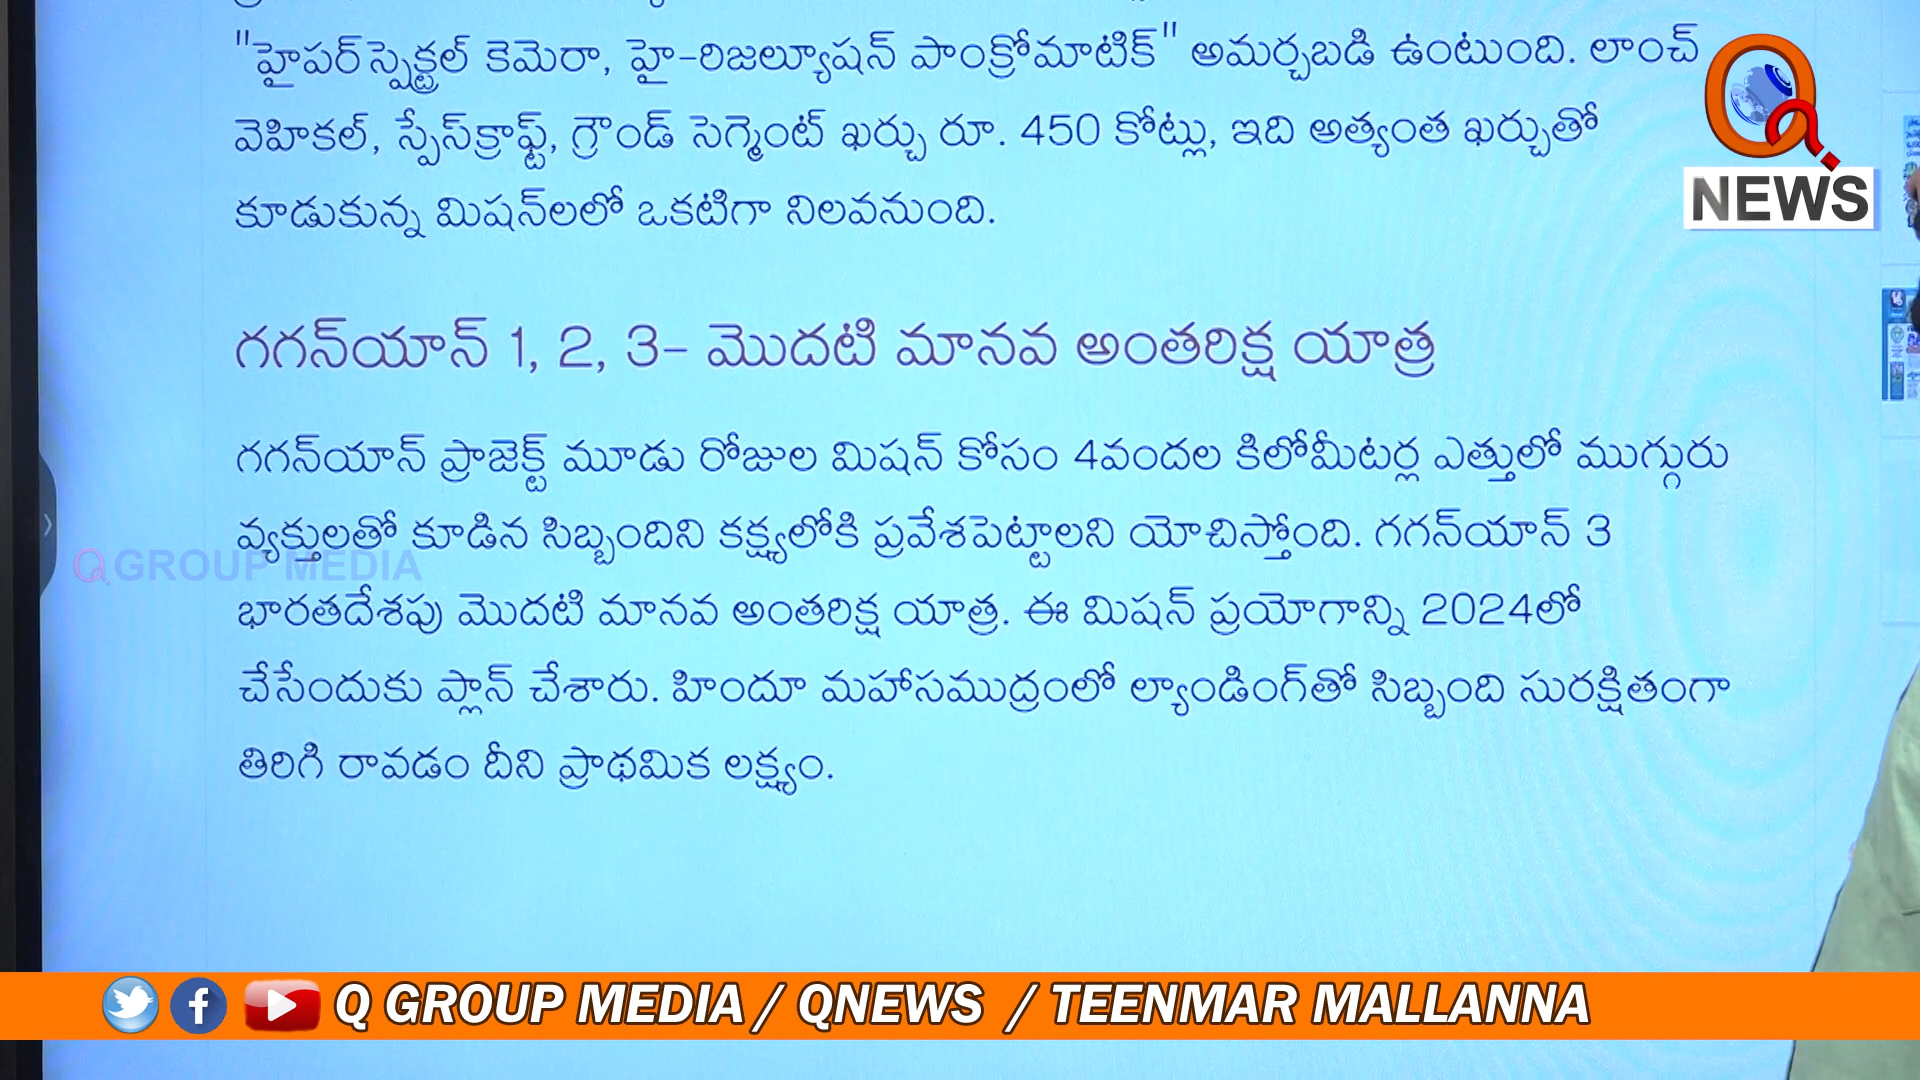 "హైపర్‌స్పెక్ట్రల్ కెమెరా, హై-రిజల్యూషన్ పాంక్రోమాటిక్" అమర్చబడి ఉంటుంది. లాంచ్
వెహికల్, స్పేస్‌క్రాఫ్ట్, గ్రౌండ్ సెగ్మెంట్ ఖర్చు రూ. 450 కోట్లు, ఇది అత్యంత ఖర్చుతో
కూడుకున్న మిషన్‌లలో ఒకటిగా నిలవనుంది.
NEWS
గగన్‌యాన్ 1, 2, 3- మొదటి మానవ అంతరిక్ష యాత్ర
గగన్‌యాన్ ప్రాజెక్ట్ మూడు రోజుల మిషన్ కోసం 4వందల కిలోమీటర్ల ఎత్తులో ముగ్గురు
వ్యక్తులతో కూడిన సిబ్బందిని కక్ష్యలోకి ప్రవేశపెట్టాలని యోచిస్తోంది. గగన్‌యాన్ 3
Q GROUP MEDIA
భారతదేశపు మొదటి మానవ అంతరిక్ష యాత్ర. ఈ మిషన్ ప్రయోగాన్ని 2024లో
చేసేందుకు ప్లాన్ చేశారు. హిందూ మహాసముద్రంలో ల్యాండింగ్‌తో సిబ్బంది సురక్షితంగా
తిరిగి రావడం దీని ప్రాథమిక లక్ష్యం.
Q GROUP MEDIA / QNEWS / TEENMAR MALLANNA